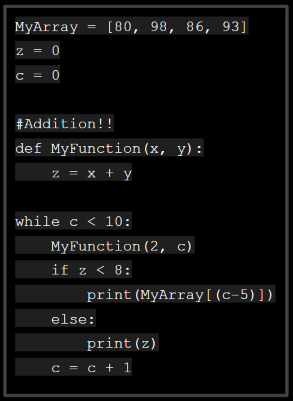 MyArray = [80, 98, 86, 93]
z = 0
c = 0

#Addition!!
def MyFunction(x, y):
    z = x + y

while c < 10:
    MyFunction(2, c)
    if z < 8:
        print(MyArray[(c-5)])
    else:
        print(z)
    c = c + 1